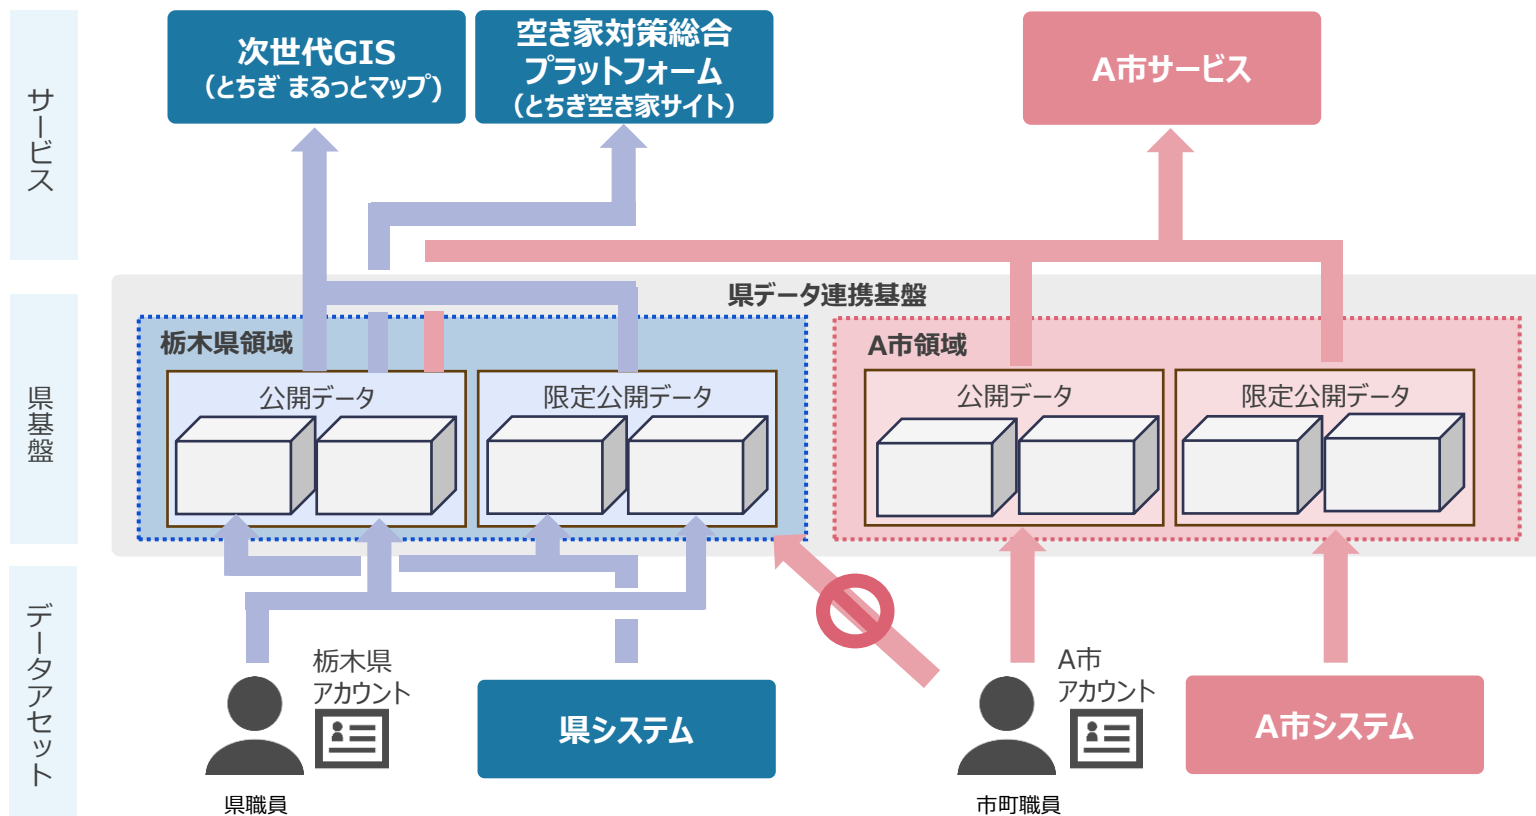 サービス
次世代GIS
（とちぎ まるっとマップ）
空き家対策総合
プラットフォーム
（とちぎ空き家サイト）
A市サービス
県基盤
県データ連携基盤
栃木県領域
公開データ
限定公開データ
A市領域
公開データ
限定公開データ
データアセット
栃木県
アカウント
県職員
県システム
A市
アカウント
市町職員
A市システム